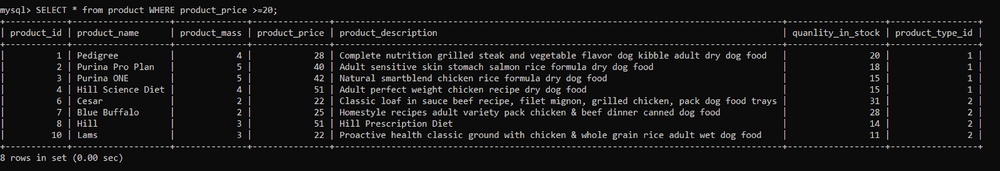 mysql> SELECT * from product WHERE product_price >=20;
+------------+-------------------+--------------+---------------+------------------------------------------------------------------------------------------+-------------------+-----------------+
| product_id | product_name      | product_mass | product_price | product_description                                                                      | quanlity_in_stock | product_type_id |
+------------+-------------------+--------------+---------------+------------------------------------------------------------------------------------------+-------------------+-----------------+
|          1 | Pedigree          |            4 |            28 | Complete nutrition grilled steak and vegetable flavor dog kibble adult dry dog food     |                20 |               1 |
|          2 | Purina Pro Plan   |            5 |            40 | Adult sensitive skin stomach salmon rice formula dry dog food                            |                18 |               1 |
|          3 | Purina ONE        |            5 |            42 | Natural smartblend chicken rice formula dry dog food                                     |                15 |               1 |
|          4 | Hill Science Diet |            4 |            51 | Adult perfect weight chicken recipe dry dog food                                         |                15 |               1 |
|          6 | Cesar             |            2 |            22 | Classic loaf in sauce beef recipe, filet mignon, grilled chicken, pack dog food trays   |                31 |               2 |
|          7 | Blue Buffalo      |            2 |            25 | Homestyle recipes adult variety pack chicken & beef dinner canned dog food               |                28 |               2 |
|          8 | Hill              |            3 |            51 | Hill Prescription Diet                                                                   |                14 |               2 |
|         10 | Lams              |            3 |            22 | Proactive health classic ground with chicken & whole grain rice adult wet dog food      |                11 |               2 |
+------------+-------------------+--------------+---------------+------------------------------------------------------------------------------------------+-------------------+-----------------+
8 rows in set (0.00 sec)